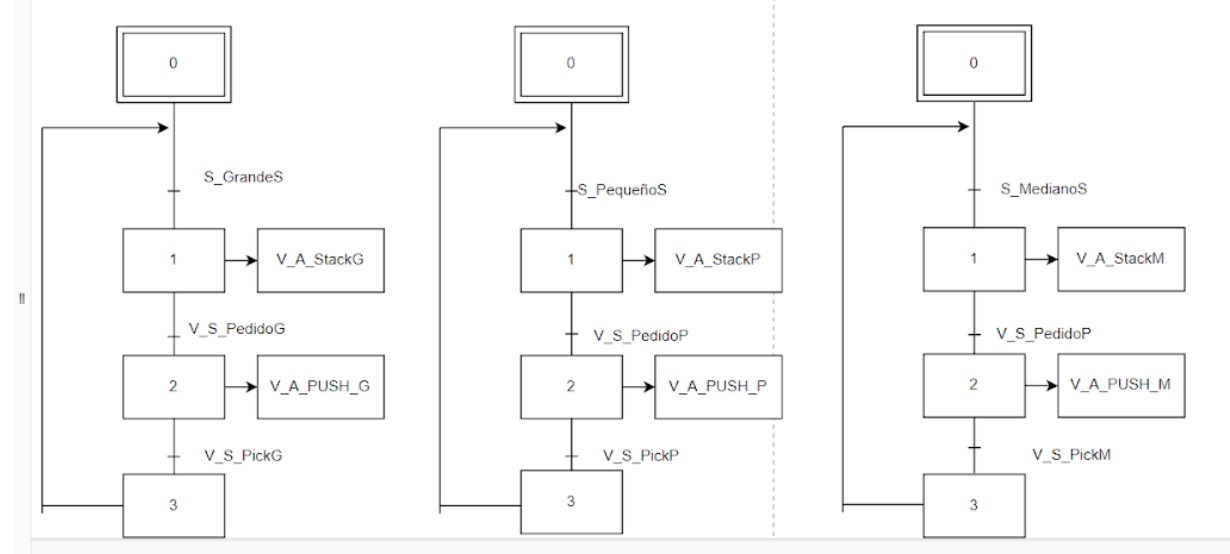 0
S_GrandeS
1
V_A_StackG
V_S_PedidoG
2
V_A_PUSH_G
V_S_PickG
3
0
S_PequeñoS
1
V_A_StackP
V_S_PedidoP
2
V_A_PUSH_P
V_S_PickP
3
0
S_MedianoS
1
V_A_StackM
V_S_PedidoP
2
V_A_PUSH_M
V_S_PickM
3